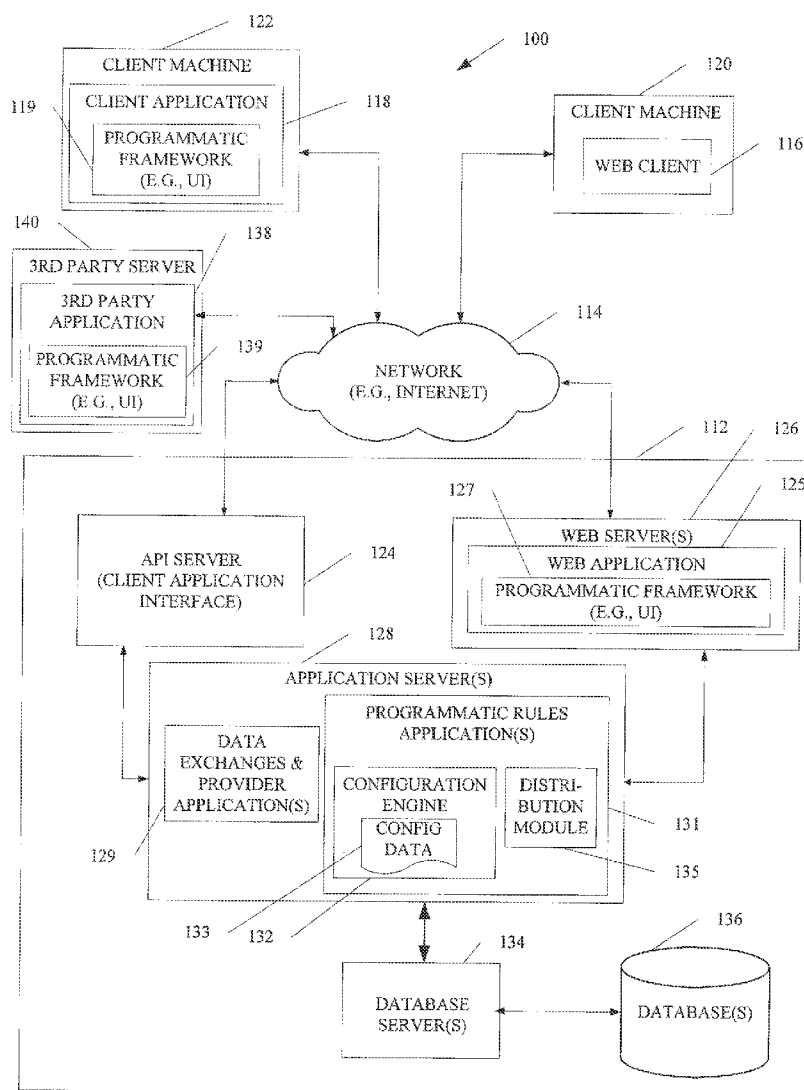 122
100
120
CLIENT MACHINE
CLIENT APPLICATION
119
118
PROGRAMMATIC
FRAMEWORK
(E.G., UI)
CLIENT MACHINE
WEB CLIENT
116
140
138
3RD PARTY SERVER
3RD PARTY
APPLICATION
139
PROGRAMMATIC
FRAMEWORK
(E.G., UI)
114
NETWORK
(E.G., INTERNET)
112
126
127
125
API SERVER
(CLIENT APPLICATION
INTERFACE)
124
WEB SERVER(S)
WEB APPLICATION
PROGRAMMATIC FRAMEWORK
(E.G., UI)
128
APPLICATION SERVER(S)
PROGRAMMATIC RULES
APPLICATION(S)
DATA
EXCHANGES &
PROVIDER
APPLICATION(S)
CONFIGURATION
ENGINE
CONFIG
DATA
DISTRI-
BUTION
MODULE
131
129
133
132
135
134
136
DATABASE
SERVER(S)
DATABASE(S)